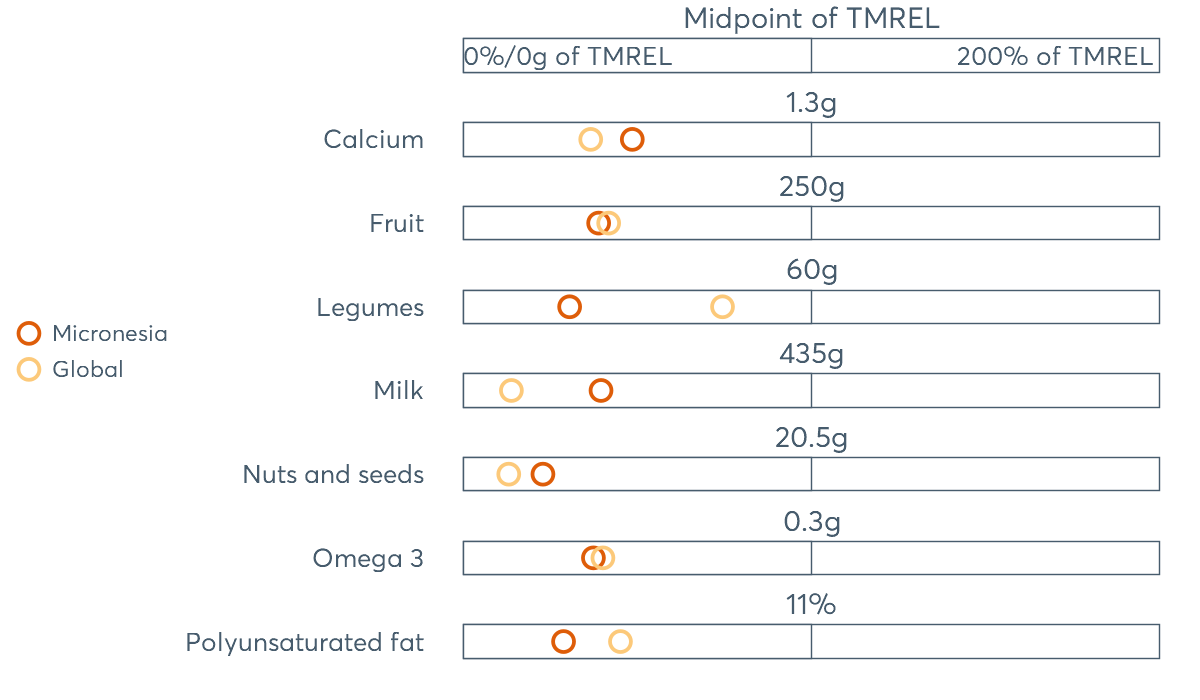 Midpoint of TMREL
0%/0g of TMREL
200% of TMREL
1.3g
Calcium
250g
Fruit
60g
Legumes
Micronesia
Global
435g
Milk
20.5g
Nuts and seeds
0.3g
Omega 3
11%
Polyunsaturated fat